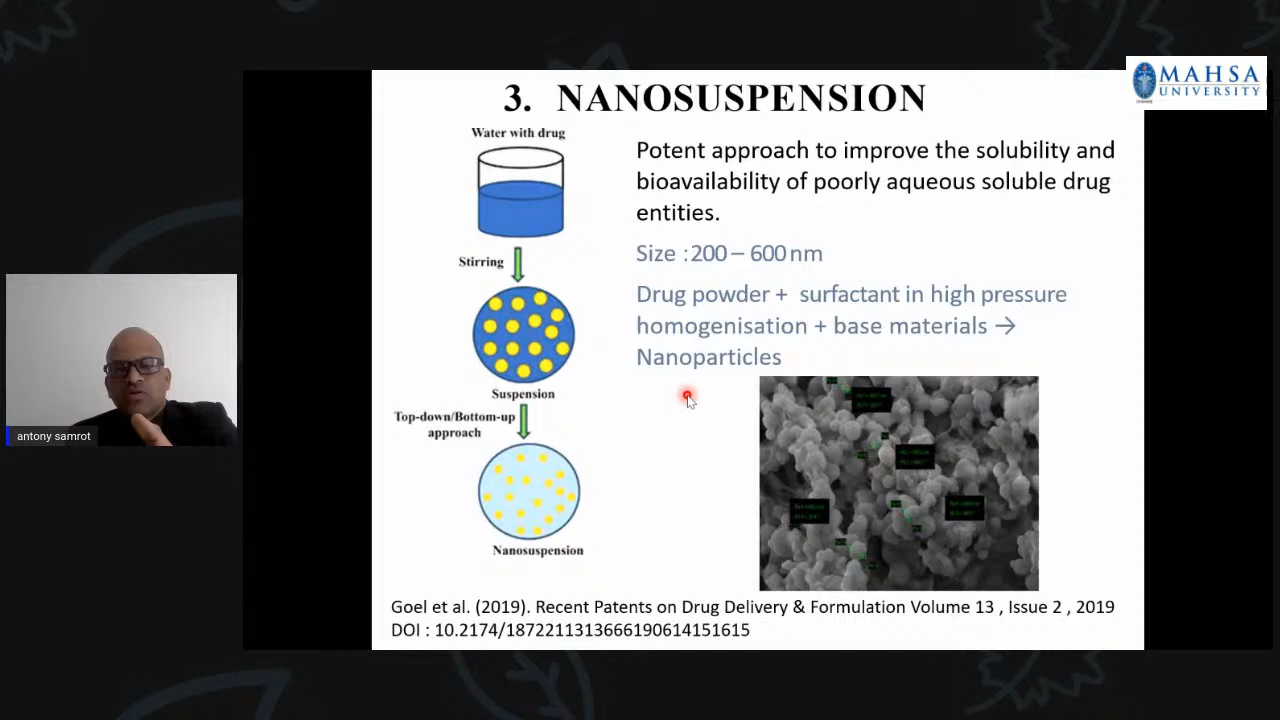 MAHSA
UNIVERSITY
3. NANOSUSPENSION
Water with drug
Stirring
Suspension
Top-down/Bottom-up
approach
Nanosuspension
Potent approach to improve the solubility and
bioavailability of poorly aqueous soluble drug
entities.
Size : 200 – 600 nm
Drug powder + surfactant in high pressure
homogenisation + base materials →
Nanoparticles
Goel et al. (2019). Recent Patents on Drug Delivery & Formulation Volume 13 , Issue 2 , 2019
DOI : 10.2174/1872211313666190614151615
antony samrot